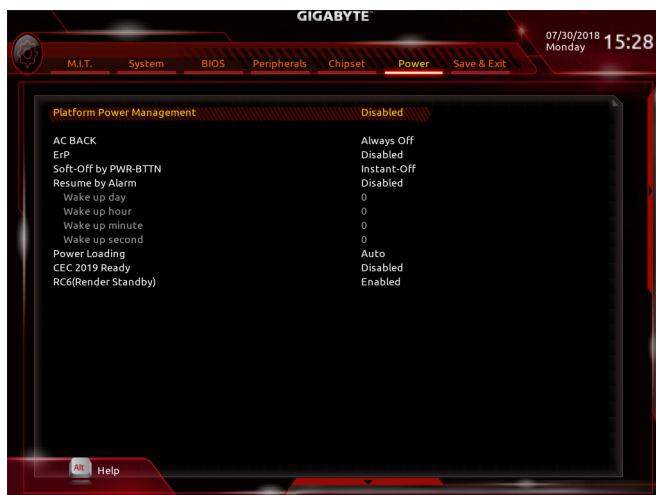 GIGABYTE™
07/30/2018 15:28
Monday
M.I.T. System BIOS Peripherals Chipset Power Save & Exit
Platform Power Management Disabled
AC BACK Always Off
ErP Disabled
Soft-Off by PWR-BTTN Instant-Off
Resume by Alarm Disabled
Wake up day 0
Wake up hour 0
Wake up minute 0
Wake up second 0
Power Loading Auto
CEC 2019 Ready Disabled
RC6(Render Standby) Enabled
Alt Help